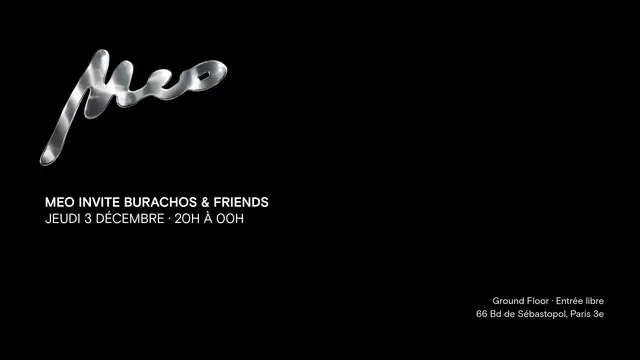 Meo
MEO INVITE BURACHOS & FRIENDS
JEUDI 3 DÉCEMBRE · 20H À 00H
Ground Floor · Entrée libre
66 Bd de Sébastopol, Paris 3e